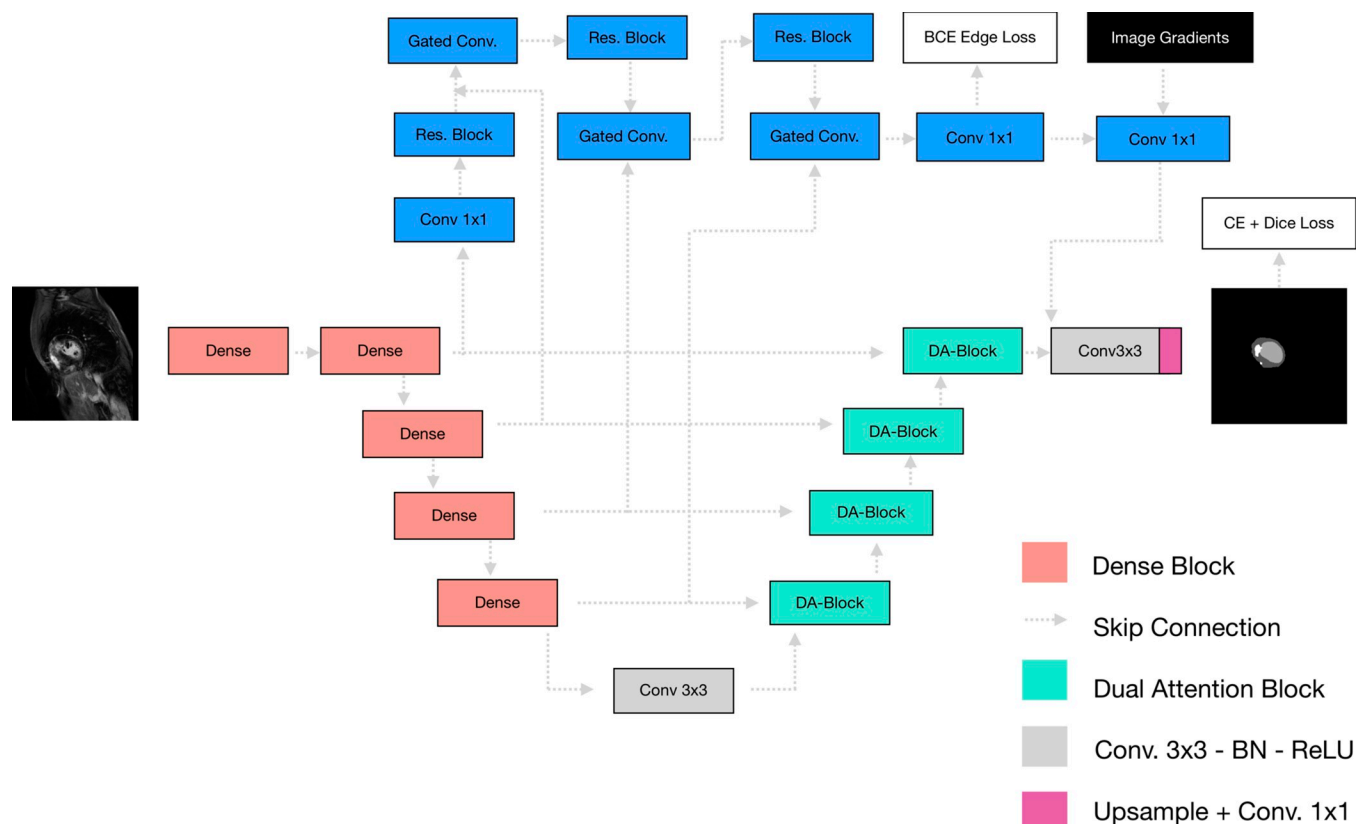 Gated Conv.
Res. Block
Res. Block
BCE Edge Loss
Image Gradients
Res. Block
Gated Conv.
Gated Conv.
Conv 1x1
Conv 1x1
Conv 1x1
CE + Dice Loss
Dense
Dense
DA-Block
Conv3x3
Dense
DA-Block
Dense
DA-Block
Dense
DA-Block
Conv 3x3
Dense Block
Skip Connection
Dual Attention Block
Conv. 3x3 - BN - ReLU
Upsample + Conv. 1x1